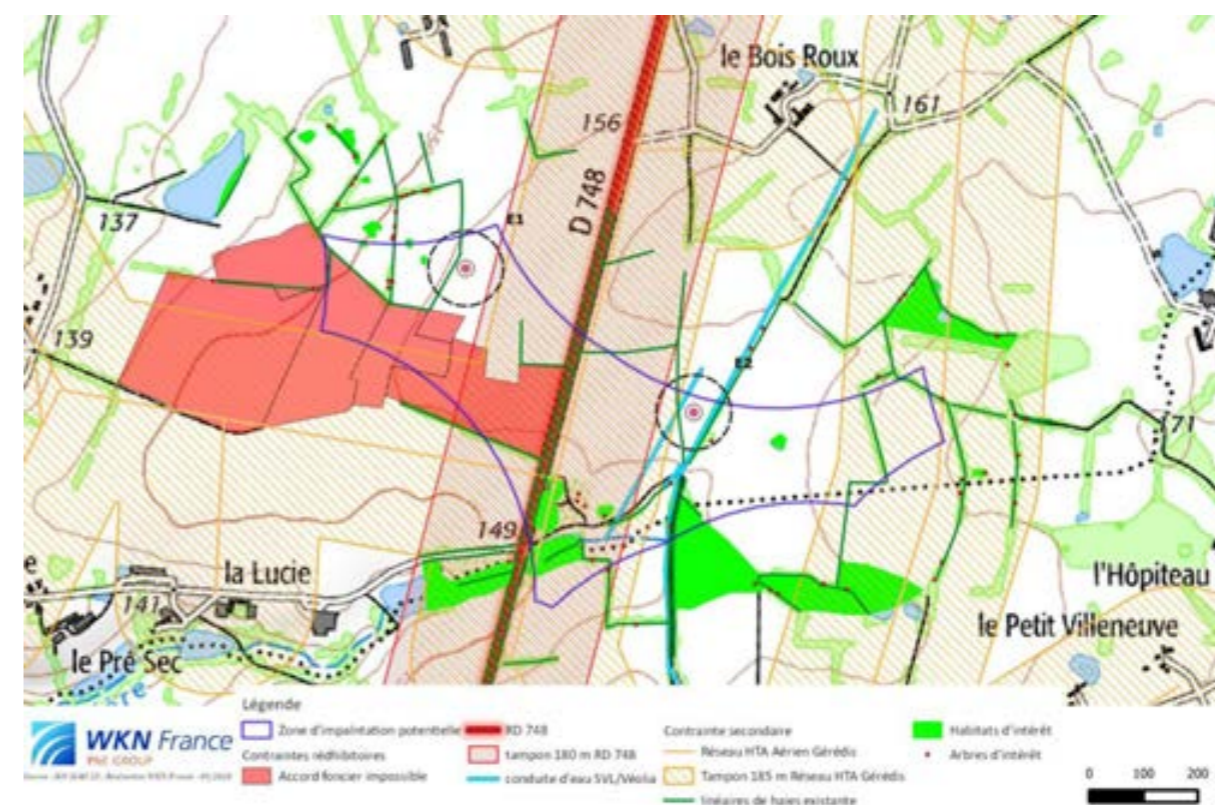 le Bois Roux
161
156
D 748
137
E1
139
E2
71
149
la Lucie
l'Hôpiteau
141
le Petit Villeneuve
le Pré Sec
Légende
WKN France
PNE GROUP
Zone d'impalntation potentielle
Contraintes rédhibitoires
Accord foncier impossible
RD 748
tampon 180 m RD 748
conduite d'eau SVL/Véolia
Contrainte secondaire
Réseau HTA Aérien Gérédis
Tampon 185 m Réseau HTA Gérédis
linéaires de haies existante
Habitats d'intérêt
Arbres d'intérêt
0 100 200